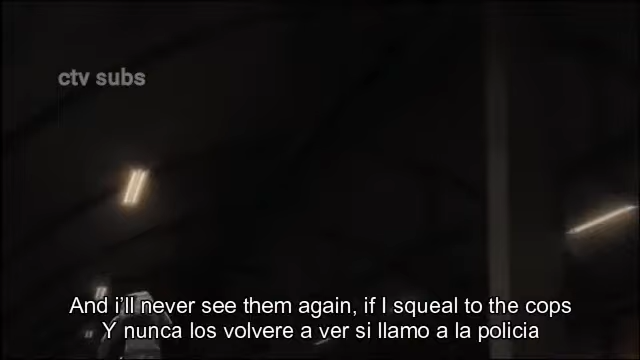 ctv subs
And i'll never see them again, if I squeal to the cops
Y nunca los volvere a ver si llamo a la policia